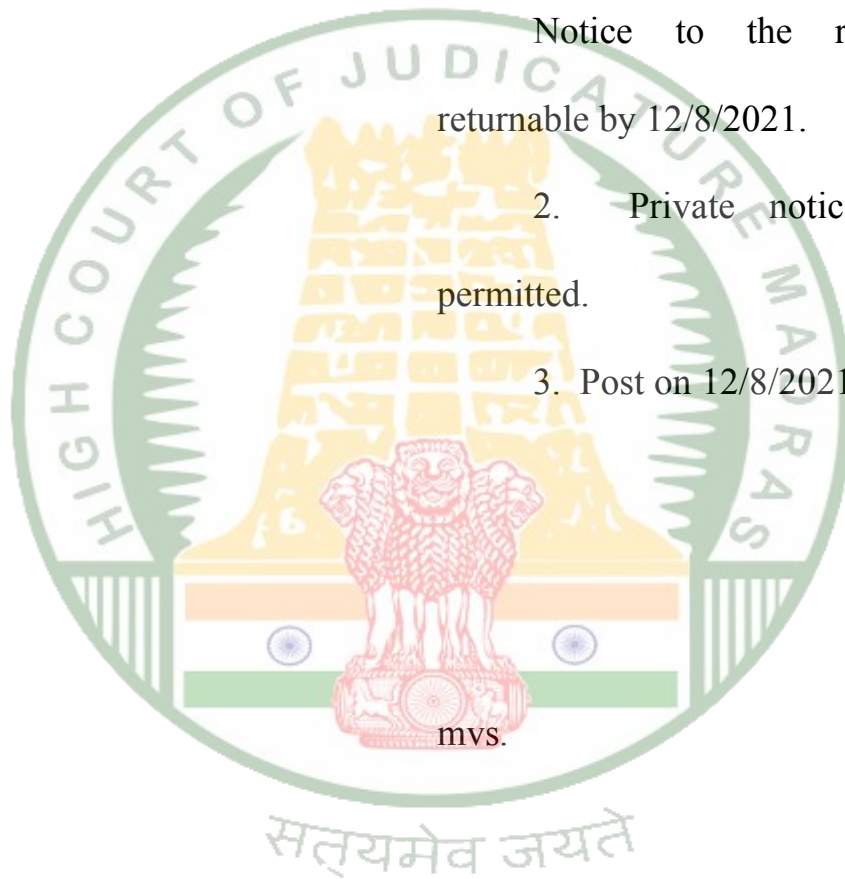 Notice to the r
returnable by 12/8/2021.
2. Private notic
permitted.
3. Post on 12/8/2021
mvs.
HIGH COURT OF JUDICATURE MADRAS
सत्यमेव जयते